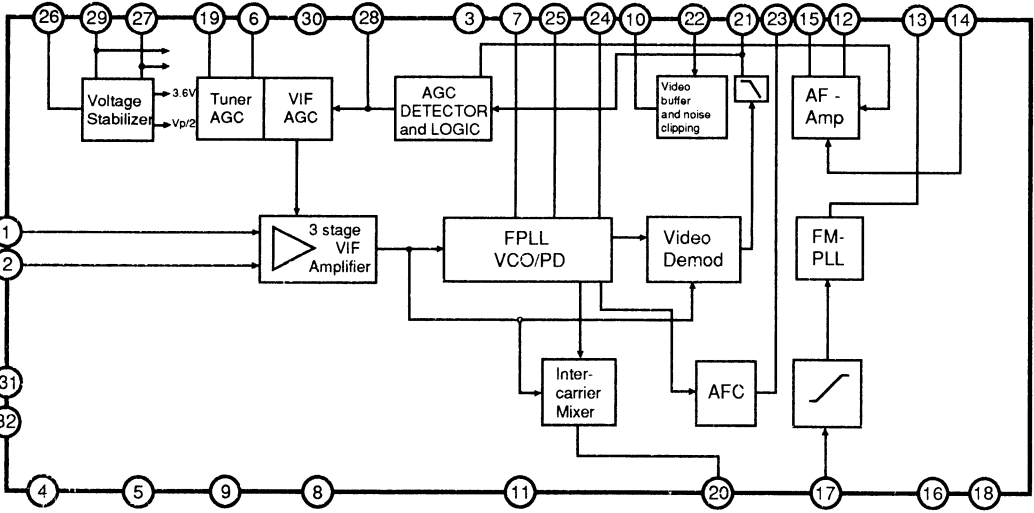 26 29 27 19 6 30 28 3 7 25 24 10 22 21 23 15 12 13 14
Voltage
Stabilizer
3.6V
Vp/2
Tuner
AGC
VIF
AGC
AGC
DETECTOR
and LOGIC
Video
buffer
and noise
clipping
AF -
Amp
1
2
3 stage
VIF
Amplifier
FPLL
VCO/PD
Video
Demod
FM-
PLL
31
32
Inter-
carrier
Mixer
AFC
4 5 9 8 11 20 17 16 18